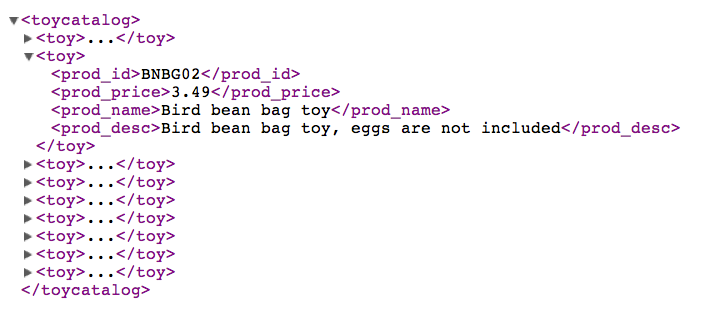 <toycatalog>
<toy>...</toy>
<toy>
<prod_id>BNBG02</prod_id>
<prod_price>3.49</prod_price>
<prod_name>Bird bean bag toy</prod_name>
<prod_desc>Bird bean bag toy, eggs are not included</prod_desc>
</toy>
<toy>...</toy>
<toy>...</toy>
<toy>...</toy>
<toy>...</toy>
<toy>...</toy>
<toy>...</toy>
<toy>...</toy>
</toycatalog>